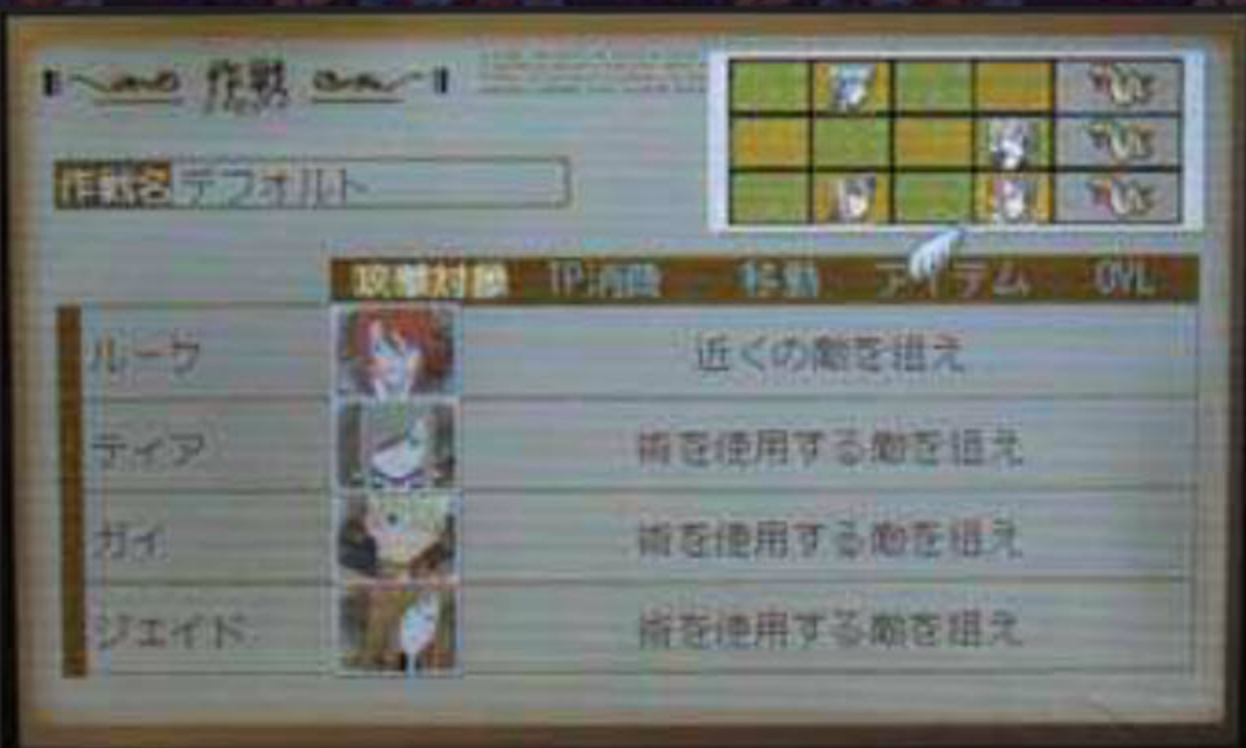 作戦
作戦名 デフォルト
攻撃対象 TP消費 移動 アイテム OVL
ルーク 近くの敵を狙え
ティア 術を使用する敵を狙え
ガイ 術を使用する敵を狙え
ジェイド 術を使用する敵を狙え